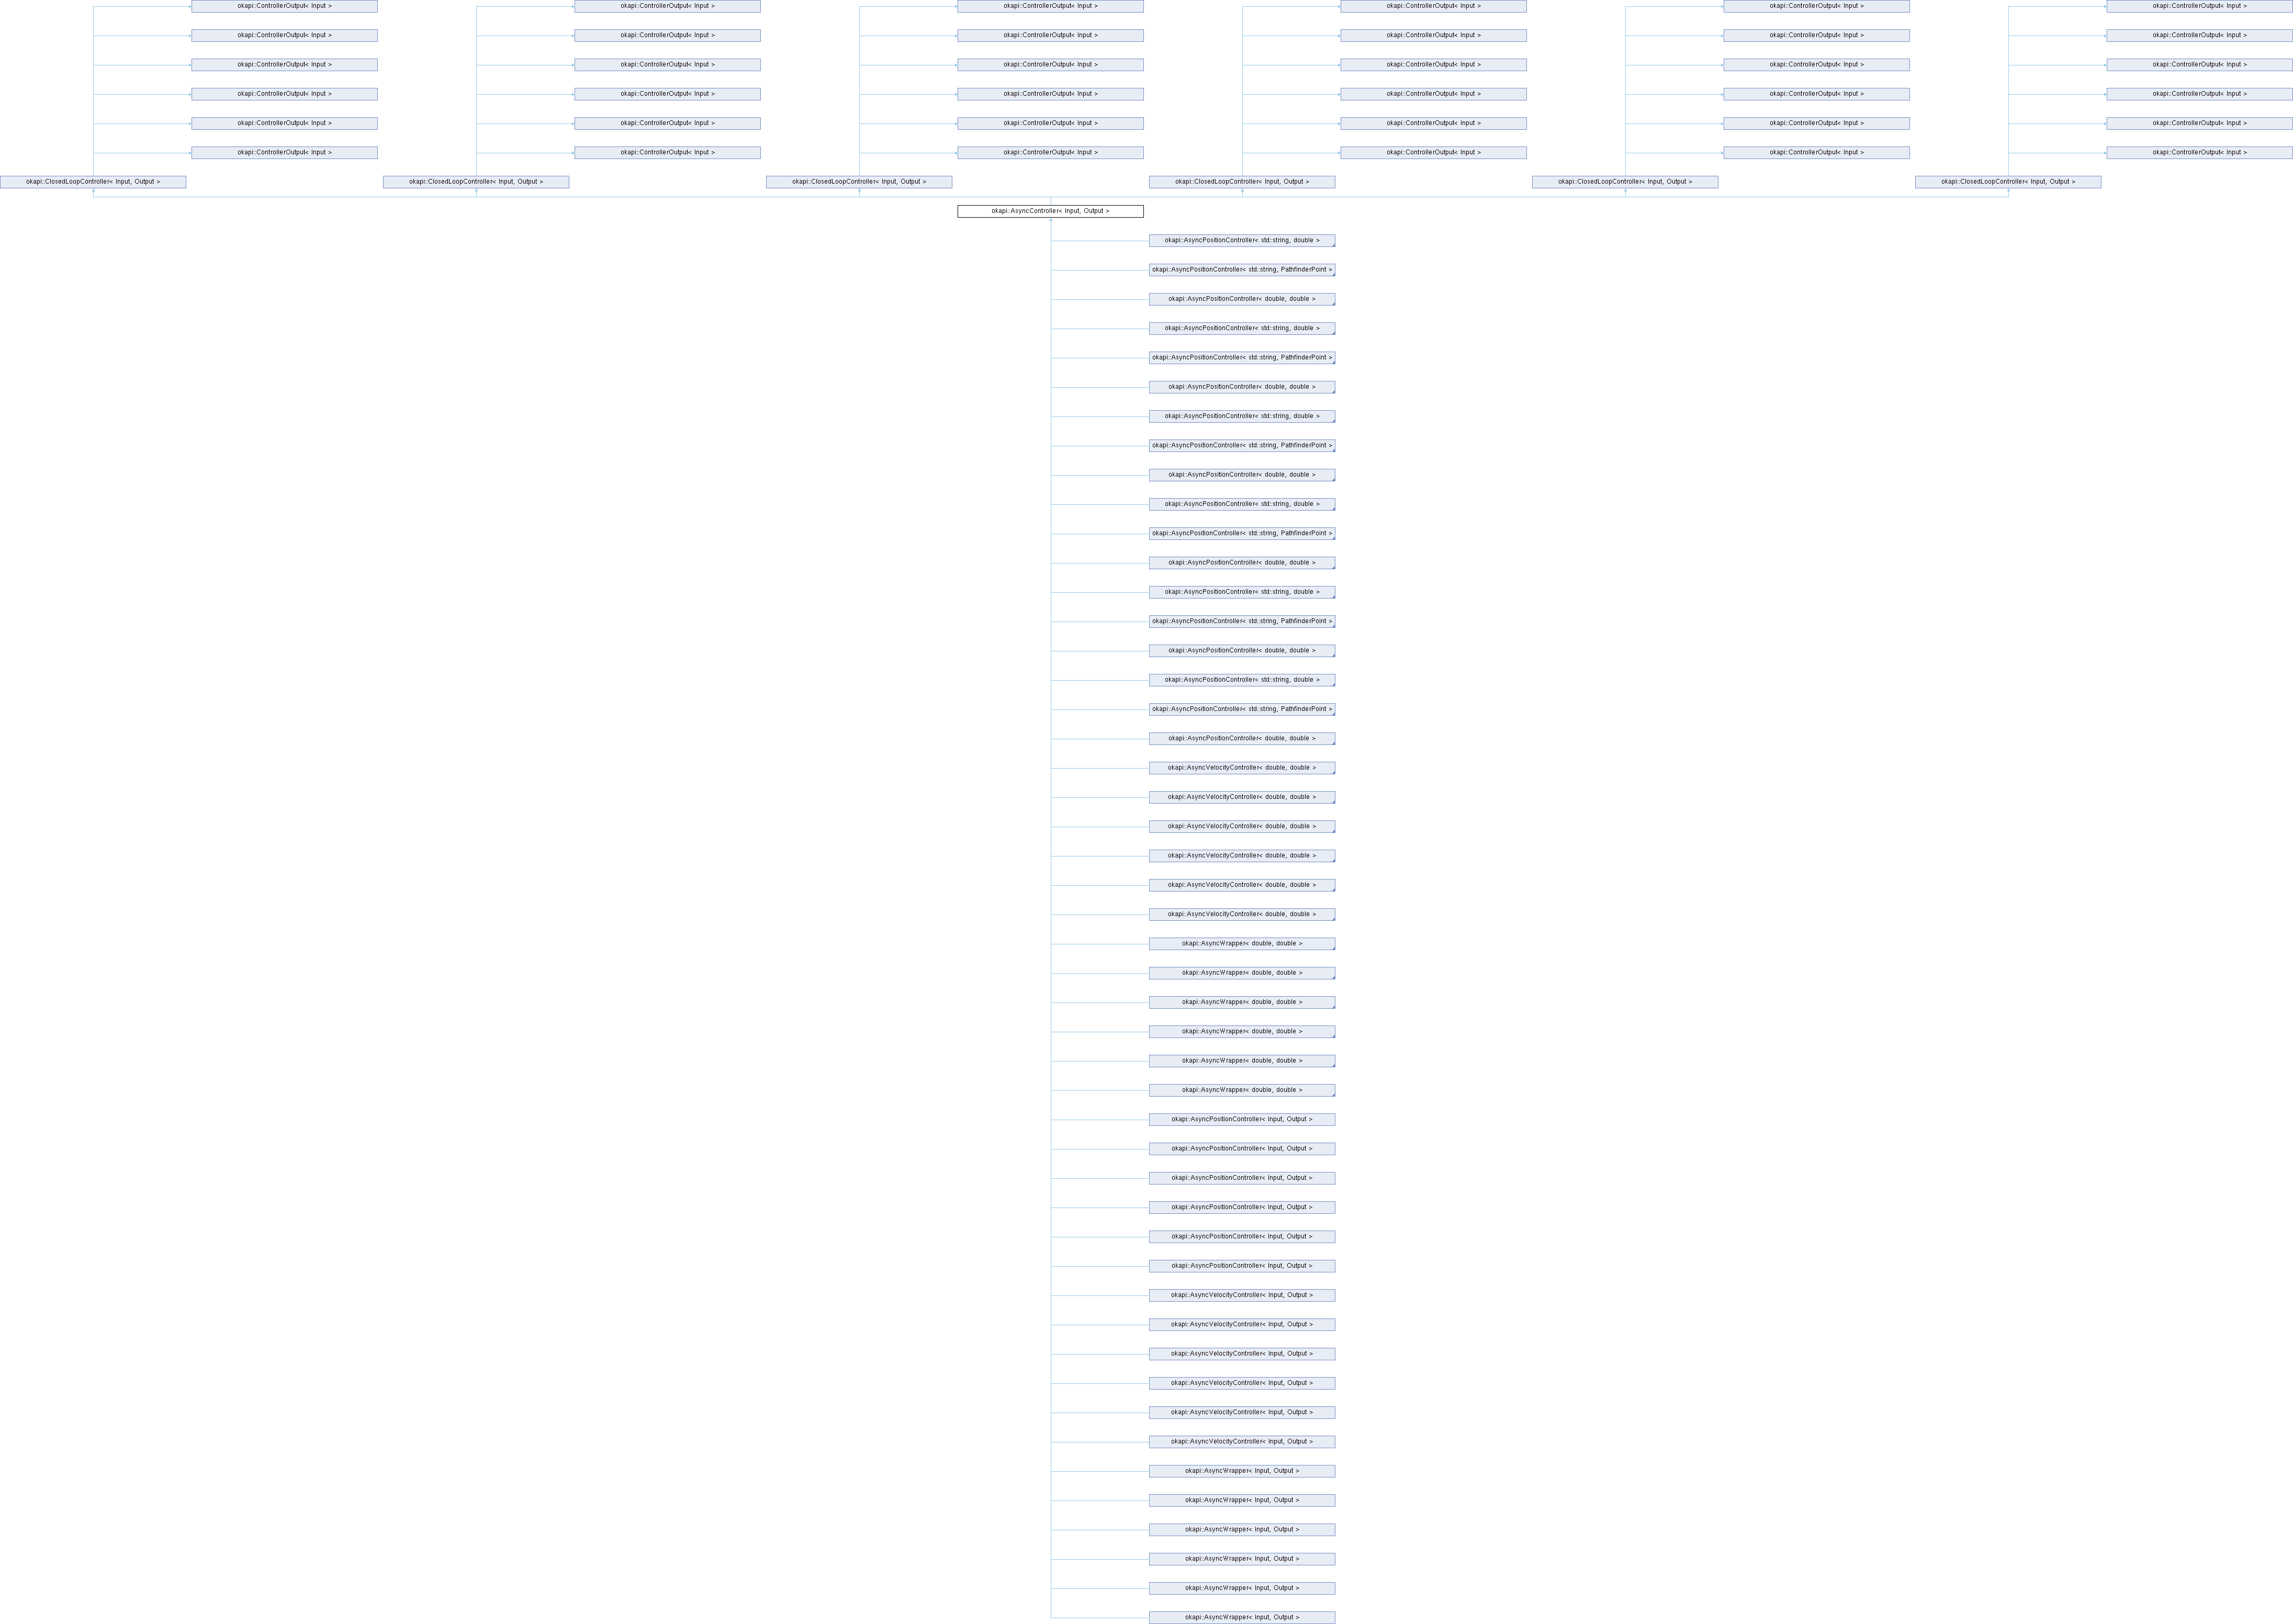 okapi::ControllerOutput< Input > okapi::ControllerOutput< Input > okapi::ControllerOutput< Input > okapi::ControllerOutput< Input > okapi::ControllerOutput< Input > okapi::ControllerOutput< Input >
okapi::ControllerOutput< Input > okapi::ControllerOutput< Input > okapi::ControllerOutput< Input > okapi::ControllerOutput< Input > okapi::ControllerOutput< Input > okapi::ControllerOutput< Input >
okapi::ControllerOutput< Input > okapi::ControllerOutput< Input > okapi::ControllerOutput< Input > okapi::ControllerOutput< Input > okapi::ControllerOutput< Input > okapi::ControllerOutput< Input >
okapi::ControllerOutput< Input > okapi::ControllerOutput< Input > okapi::ControllerOutput< Input > okapi::ControllerOutput< Input > okapi::ControllerOutput< Input > okapi::ControllerOutput< Input >
okapi::ControllerOutput< Input > okapi::ControllerOutput< Input > okapi::ControllerOutput< Input > okapi::ControllerOutput< Input > okapi::ControllerOutput< Input > okapi::ControllerOutput< Input >
okapi::ControllerOutput< Input > okapi::ControllerOutput< Input > okapi::ControllerOutput< Input > okapi::ControllerOutput< Input > okapi::ControllerOutput< Input > okapi::ControllerOutput< Input >
okapi::ClosedLoopController< Input, Output > okapi::ClosedLoopController< Input, Output > okapi::ClosedLoopController< Input, Output > okapi::ClosedLoopController< Input, Output > okapi::ClosedLoopController< Input, Output > okapi::ClosedLoopController< Input, Output >
okapi::AsyncController< Input, Output >
okapi::AsyncPositionController< std::string, double >
okapi::AsyncPositionController< std::string, PathfinderPoint >
okapi::AsyncPositionController< double, double >
okapi::AsyncPositionController< std::string, double >
okapi::AsyncPositionController< std::string, PathfinderPoint >
okapi::AsyncPositionController< double, double >
okapi::AsyncPositionController< std::string, double >
okapi::AsyncPositionController< std::string, PathfinderPoint >
okapi::AsyncPositionController< double, double >
okapi::AsyncPositionController< std::string, double >
okapi::AsyncPositionController< std::string, PathfinderPoint >
okapi::AsyncPositionController< double, double >
okapi::AsyncPositionController< std::string, double >
okapi::AsyncPositionController< std::string, PathfinderPoint >
okapi::AsyncPositionController< double, double >
okapi::AsyncPositionController< std::string, double >
okapi::AsyncPositionController< std::string, PathfinderPoint >
okapi::AsyncPositionController< double, double >
okapi::AsyncVelocityController< double, double >
okapi::AsyncVelocityController< double, double >
okapi::AsyncVelocityController< double, double >
okapi::AsyncVelocityController< double, double >
okapi::AsyncVelocityController< double, double >
okapi::AsyncVelocityController< double, double >
okapi::AsyncWrapper< double, double >
okapi::AsyncWrapper< double, double >
okapi::AsyncWrapper< double, double >
okapi::AsyncWrapper< double, double >
okapi::AsyncWrapper< double, double >
okapi::AsyncWrapper< double, double >
okapi::AsyncPositionController< Input, Output >
okapi::AsyncPositionController< Input, Output >
okapi::AsyncPositionController< Input, Output >
okapi::AsyncPositionController< Input, Output >
okapi::AsyncPositionController< Input, Output >
okapi::AsyncPositionController< Input, Output >
okapi::AsyncVelocityController< Input, Output >
okapi::AsyncVelocityController< Input, Output >
okapi::AsyncVelocityController< Input, Output >
okapi::AsyncVelocityController< Input, Output >
okapi::AsyncVelocityController< Input, Output >
okapi::AsyncVelocityController< Input, Output >
okapi::AsyncWrapper< Input, Output >
okapi::AsyncWrapper< Input, Output >
okapi::AsyncWrapper< Input, Output >
okapi::AsyncWrapper< Input, Output >
okapi::AsyncWrapper< Input, Output >
okapi::AsyncWrapper< Input, Output >